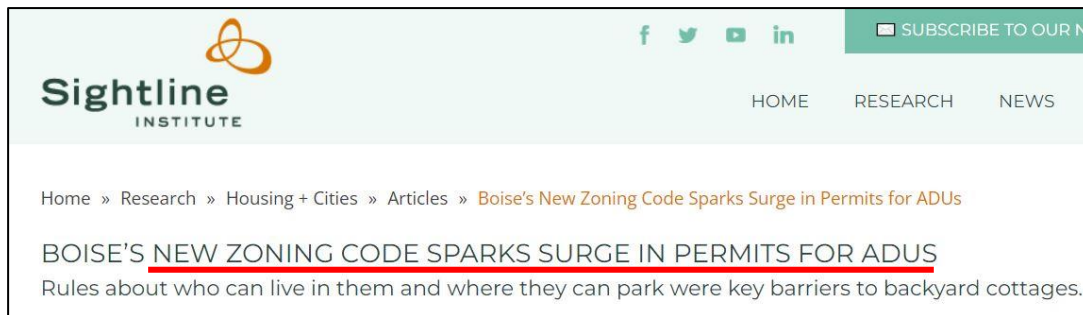 SUBSCRIBE TO OUR
Sightline
INSTITUTE
HOME RESEARCH NEWS
Home » Research » Housing + Cities » Articles » Boise's New Zoning Code Sparks Surge in Permits for ADUs
BOISE'S NEW ZONING CODE SPARKS SURGE IN PERMITS FOR ADUS
Rules about who can live in them and where they can park were key barriers to backyard cottages.